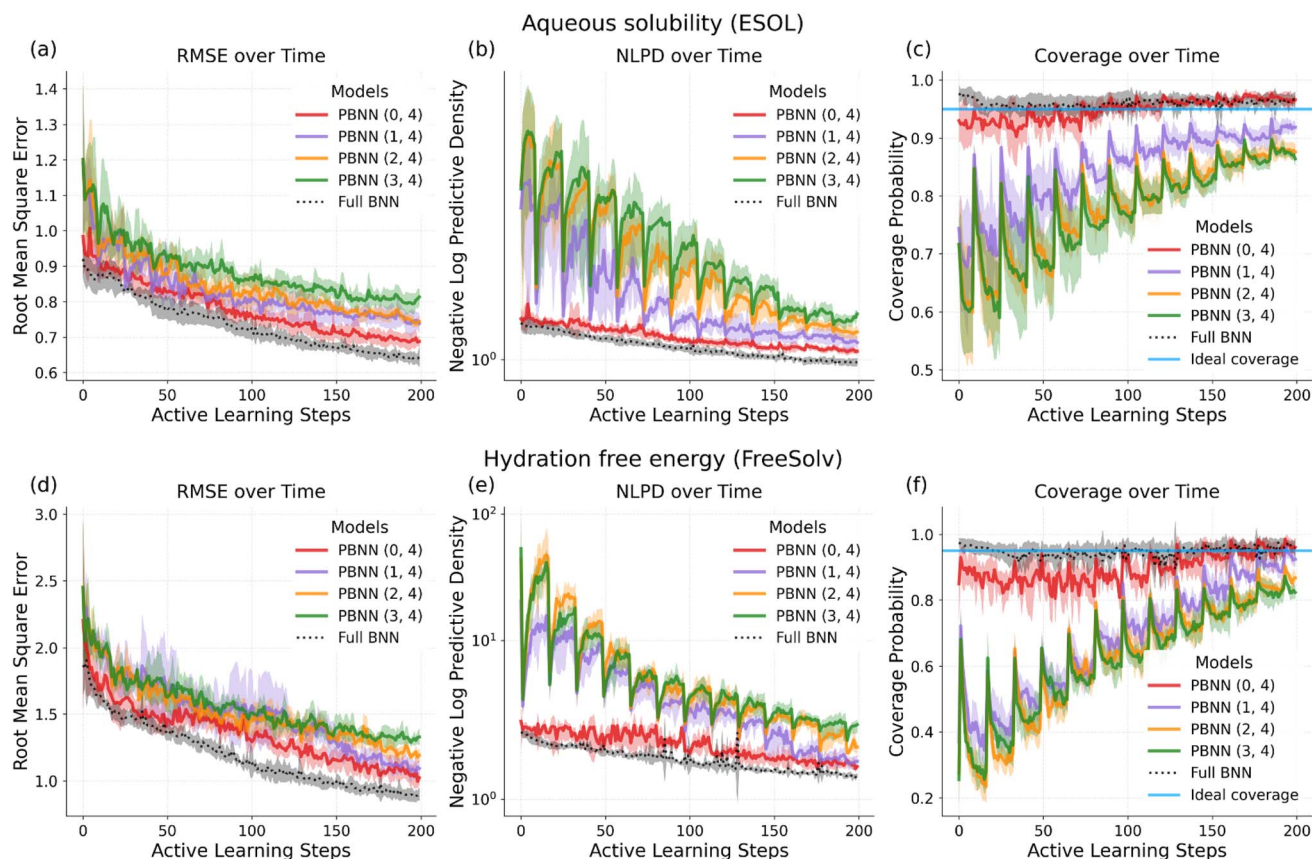 Aqueous solubility (ESOL)
(a)
RMSE over Time
Root Mean Square Error
1.4
1.3
1.2
1.1
1.0
0.9
0.8
0.7
0.6
0
50
100
150
200
Active Learning Steps
Models
PBNN (0, 4)
PBNN (1, 4)
PBNN (2, 4)
PBNN (3, 4)
Full BNN
(b)
NLPD over Time
Negative Log Predictive Density
10⁰
0
50
100
150
200
Active Learning Steps
Models
PBNN (0, 4)
PBNN (1, 4)
PBNN (2, 4)
PBNN (3, 4)
Full BNN
(c)
Coverage over Time
Coverage Probability
1.0
0.9
0.8
0.7
0.6
0.5
0
50
100
150
200
Active Learning Steps
Models
PBNN (0, 4)
PBNN (1, 4)
PBNN (2, 4)
PBNN (3, 4)
Full BNN
Ideal coverage
Hydration free energy (FreeSolv)
(d)
RMSE over Time
Root Mean Square Error
3.0
2.5
2.0
1.5
1.0
0
50
100
150
200
Active Learning Steps
Models
PBNN (0, 4)
PBNN (1, 4)
PBNN (2, 4)
PBNN (3, 4)
Full BNN
(e)
NLPD over Time
Negative Log Predictive Density
10²
10¹
10⁰
0
50
100
150
200
Active Learning Steps
Models
PBNN (0, 4)
PBNN (1, 4)
PBNN (2, 4)
PBNN (3, 4)
Full BNN
(f)
Coverage over Time
Coverage Probability
1.0
0.8
0.6
0.4
0.2
0
50
100
150
200
Active Learning Steps
Models
PBNN (0, 4)
PBNN (1, 4)
PBNN (2, 4)
PBNN (3, 4)
Full BNN
Ideal coverage